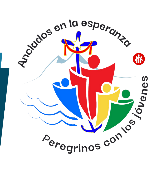 Anclados en la esperanza
Peregrinos con los jóvenes